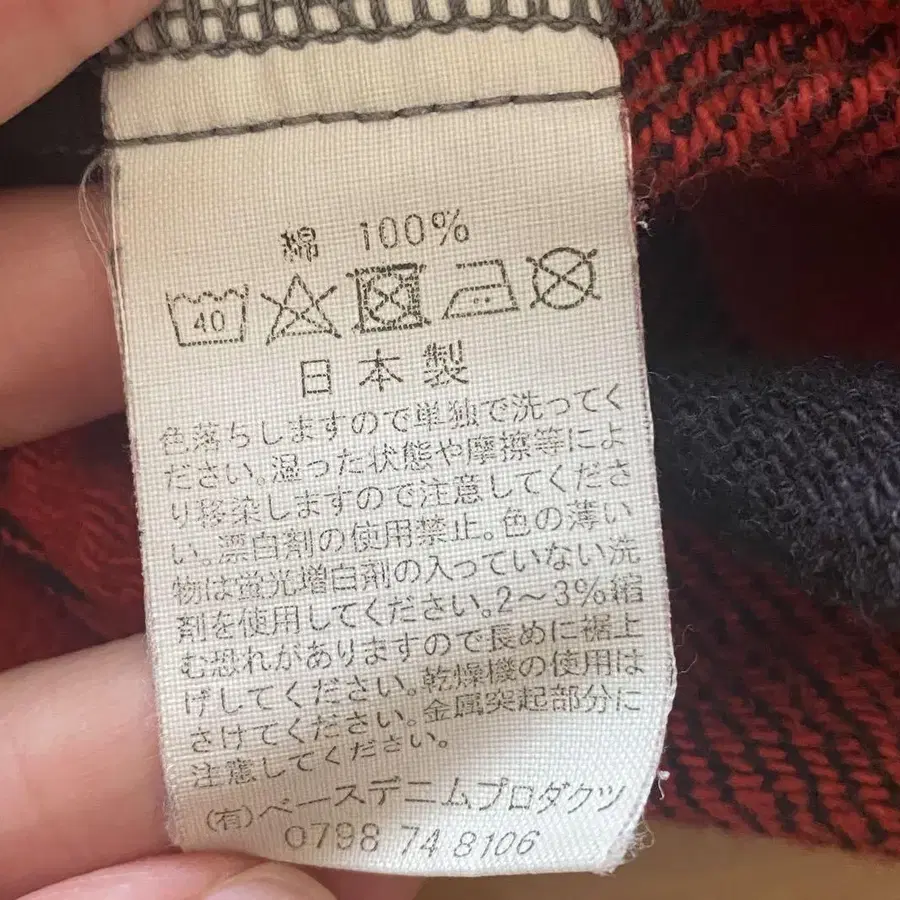 綿 100%
40
日本製
色落ちしますので単独で洗ってく
ださい。湿った状態や摩擦等によ
り移染しますので注意してくださ
い。漂白剤の使用禁止。色の薄い
物は蛍光増白剤の入っていない洗
剤を使用してください。2〜3%縮
む恐れがありますので長めに裾上
げしてください。乾燥機の使用は
さけてください。金属突起部分に
注意してください。
(有)ベースデニムプロダクツ
0798 74 8106